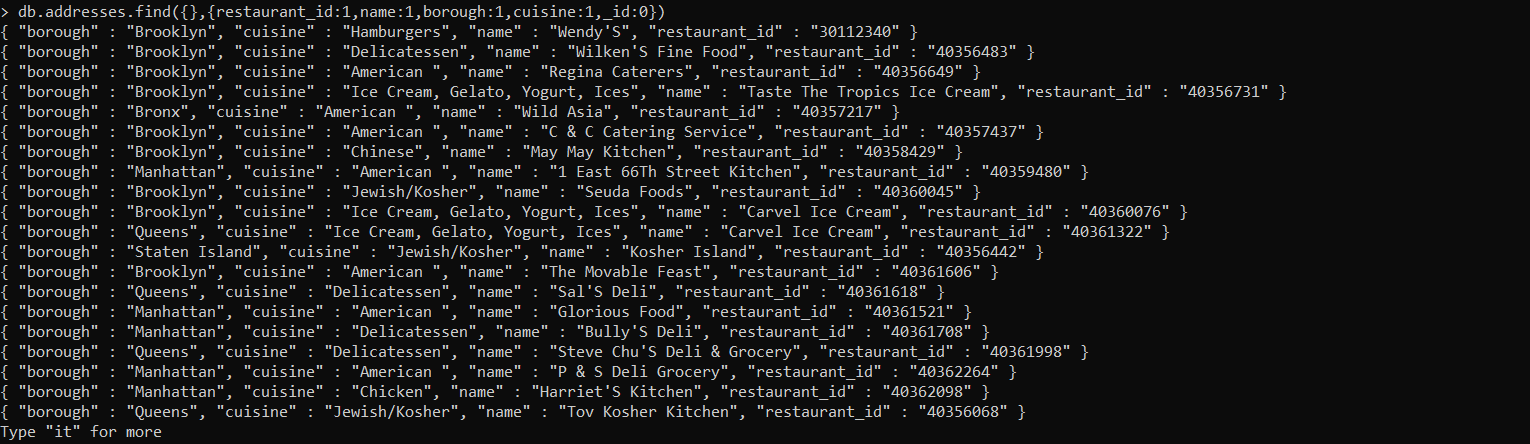 > db.addresses.find({},{restaurant_id:1,name:1,borough:1,cuisine:1,_id:0})
{ "borough" : "Brooklyn", "cuisine" : "Hamburgers", "name" : "Wendy'S", "restaurant_id" : "30112340" }
{ "borough" : "Brooklyn", "cuisine" : "Delicatessen", "name" : "Wilken'S Fine Food", "restaurant_id" : "40356483" }
{ "borough" : "Brooklyn", "cuisine" : "American ", "name" : "Regina Caterers", "restaurant_id" : "40356649" }
{ "borough" : "Brooklyn", "cuisine" : "Ice Cream, Gelato, Yogurt, Ices", "name" : "Taste The Tropics Ice Cream", "restaurant_id" : "40356731" }
{ "borough" : "Bronx", "cuisine" : "American ", "name" : "Wild Asia", "restaurant_id" : "40357217" }
{ "borough" : "Brooklyn", "cuisine" : "American ", "name" : "C & C Catering Service", "restaurant_id" : "40357437" }
{ "borough" : "Brooklyn", "cuisine" : "Chinese", "name" : "May May Kitchen", "restaurant_id" : "40358429" }
{ "borough" : "Manhattan", "cuisine" : "American ", "name" : "1 East 66Th Street Kitchen", "restaurant_id" : "40359480" }
{ "borough" : "Brooklyn", "cuisine" : "Jewish/Kosher", "name" : "Seuda Foods", "restaurant_id" : "40360045" }
{ "borough" : "Brooklyn", "cuisine" : "Ice Cream, Gelato, Yogurt, Ices", "name" : "Carvel Ice Cream", "restaurant_id" : "40360076" }
{ "borough" : "Queens", "cuisine" : "Ice Cream, Gelato, Yogurt, Ices", "name" : "Carvel Ice Cream", "restaurant_id" : "40361322" }
{ "borough" : "Staten Island", "cuisine" : "Jewish/Kosher", "name" : "Kosher Island", "restaurant_id" : "40356442" }
{ "borough" : "Brooklyn", "cuisine" : "American ", "name" : "The Movable Feast", "restaurant_id" : "40361606" }
{ "borough" : "Queens", "cuisine" : "Delicatessen", "name" : "Sal'S Deli", "restaurant_id" : "40361618" }
{ "borough" : "Manhattan", "cuisine" : "American ", "name" : "Glorious Food", "restaurant_id" : "40361521" }
{ "borough" : "Manhattan", "cuisine" : "Delicatessen", "name" : "Bully'S Deli", "restaurant_id" : "40361708" }
{ "borough" : "Queens", "cuisine" : "Delicatessen", "name" : "Steve Chu'S Deli & Grocery", "restaurant_id" : "40361998" }
{ "borough" : "Manhattan", "cuisine" : "American ", "name" : "P & S Deli Grocery", "restaurant_id" : "40362264" }
{ "borough" : "Manhattan", "cuisine" : "Chicken", "name" : "Harriet'S Kitchen", "restaurant_id" : "40362098" }
{ "borough" : "Queens", "cuisine" : "Jewish/Kosher", "name" : "Tov Kosher Kitchen", "restaurant_id" : "40356068" }
Type "it" for more